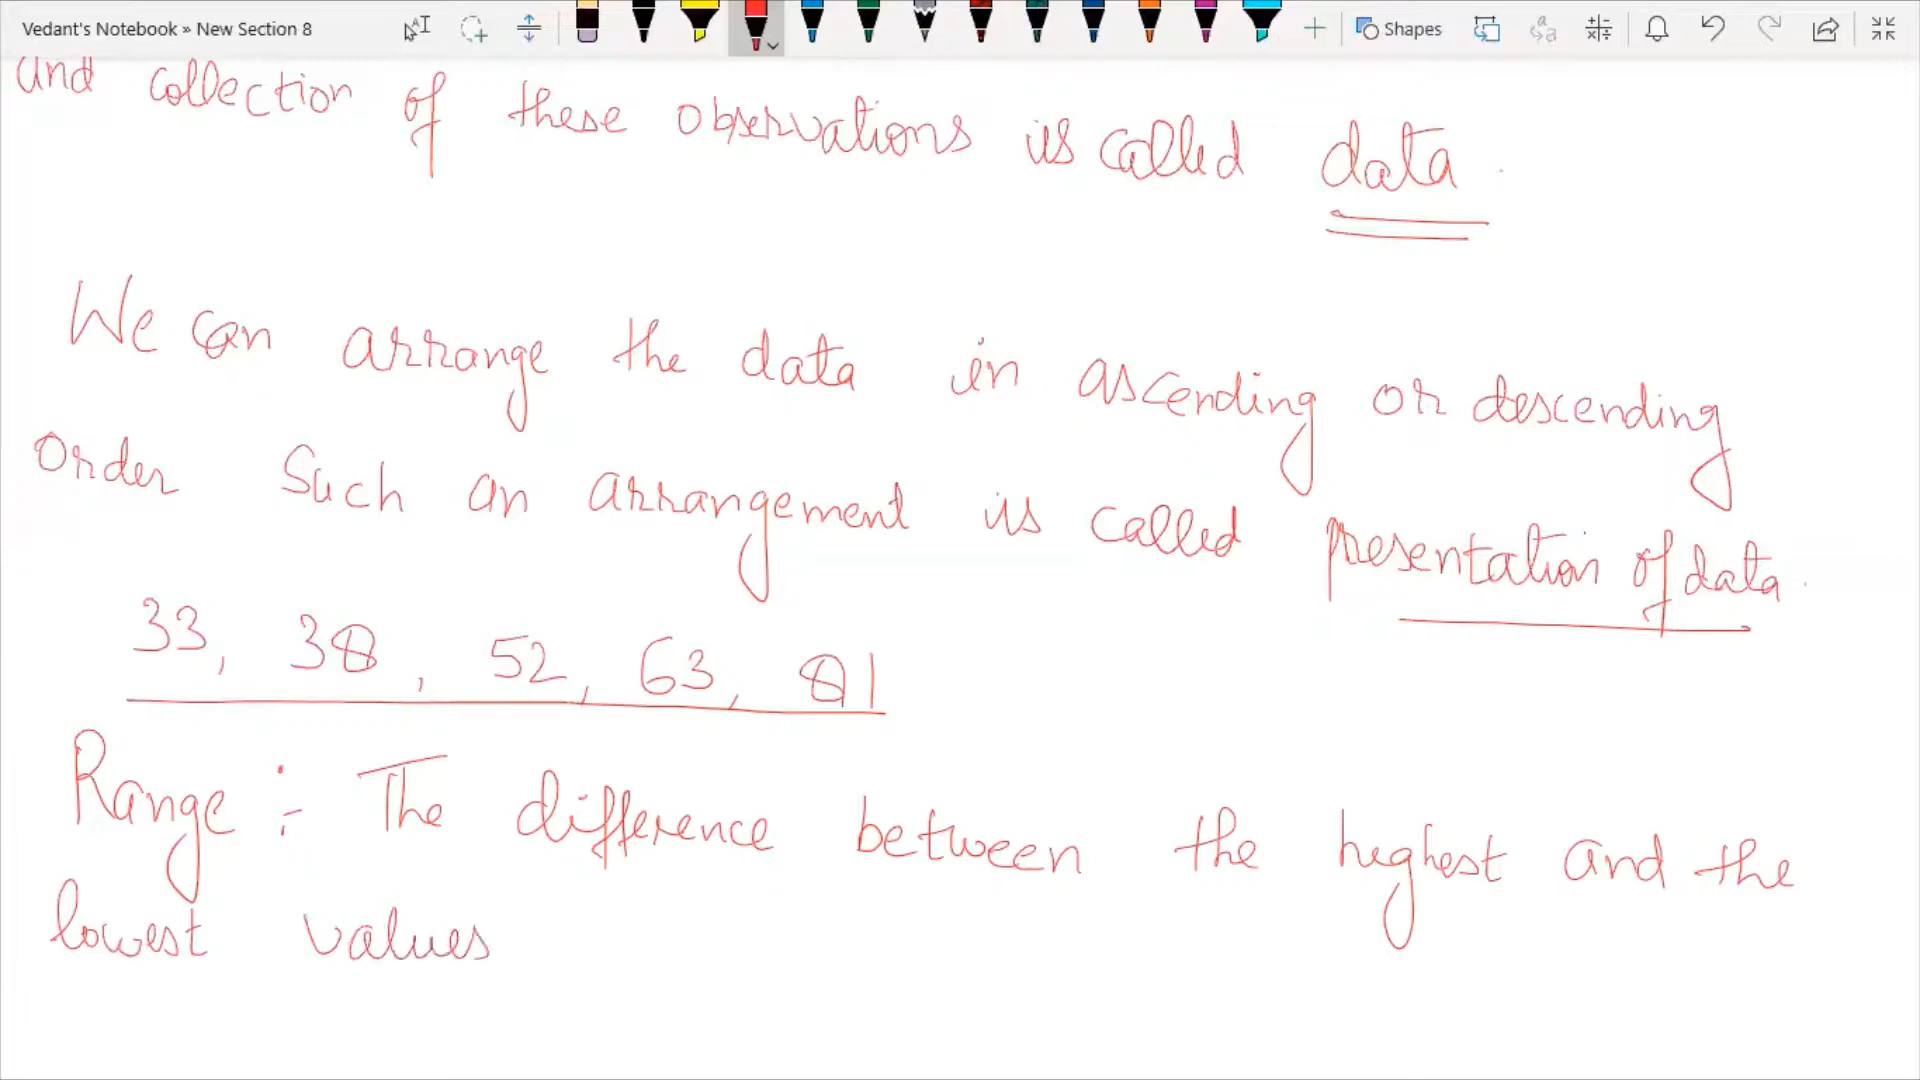 Vedant's Notebook » New Section 8
Shapes
and collection of these observations is called data.
We can arrange the data in ascending or descending
order Such an arrangement is called presentation of data.
33, 38, 52, 63, 81
Range :- The difference between the highest and the
lowest values